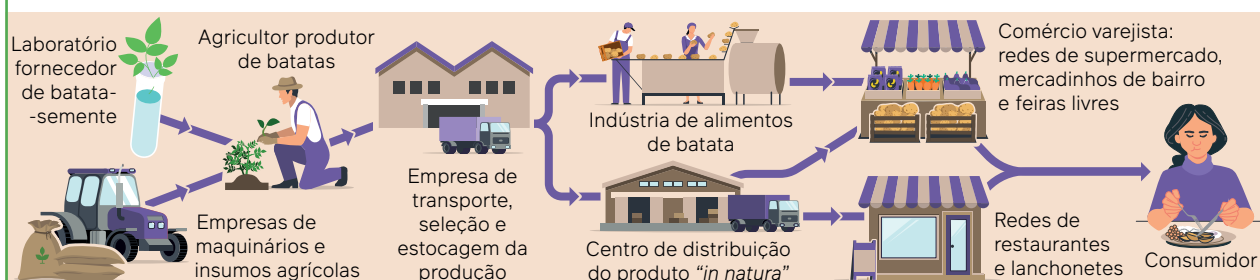 Laboratório
fornecedor
de batata-
-semente
Agricultor produtor
de batatas
Empresas de
maquinários e
insumos agrícolas
Empresa de
transporte,
seleção e
estocagem da
produção
Indústria de alimentos
de batata
Centro de distribuição
do produto “in natura”
Comércio varejista:
redes de supermercado,
mercadinhos de bairro
e feiras livres
Redes de
restaurantes
e lanchonetes
Consumidor